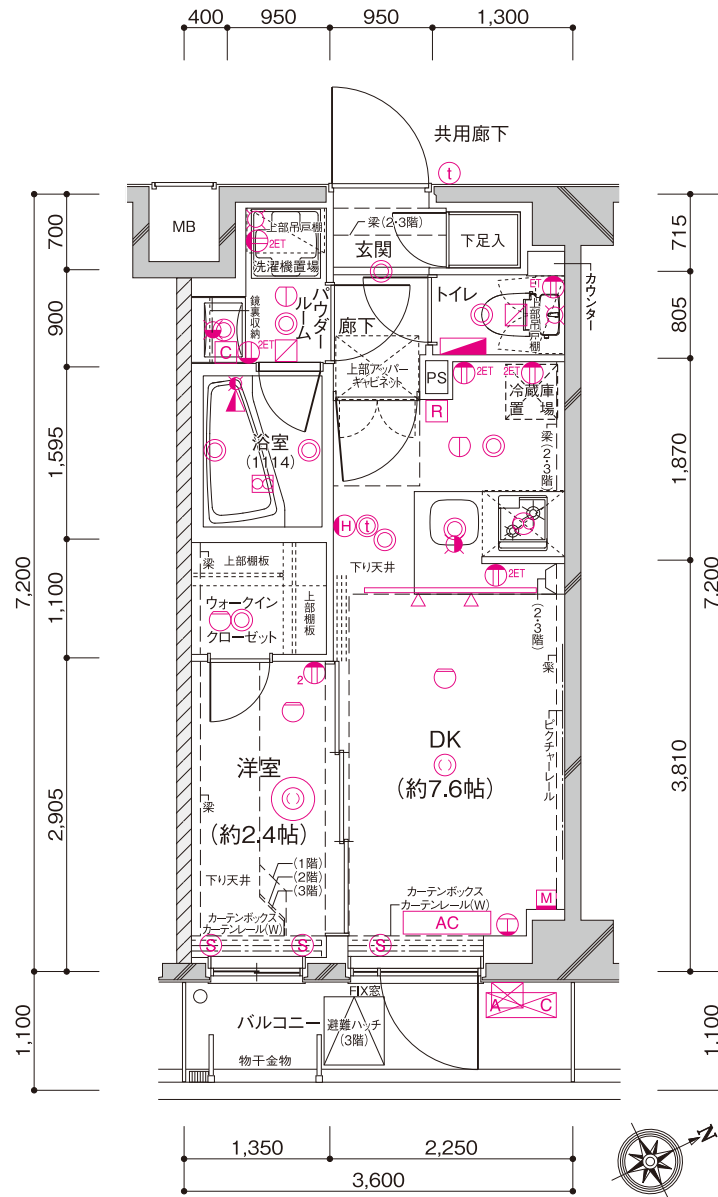 400
950
950
1,300
共用廊下
t
MB
上部吊戸棚
2ET
洗濯機置場
梁(2・3階)
玄関
下足入
700
715
カウンター
900
鏡裏収納
パウダールーム
廊下
トイレ
ET
上部吊戸棚
805
C
2ET
上部アッパー
キャビネット
PS
2ET
2ET
冷蔵庫
置場
R
浴室
(1114)
梁(2・3階)
1,595
1,870
H
t
下り天井
2ET
7,200
7,200
1,100
梁
上部棚板
ウォークイン
クローゼット
上部棚板
(2・3階)
梁
2
洋室
(約2.4帖)
DK
(約7.6帖)
ピクチャーレール
2,905
3,810
梁
下り天井
(1階)
(2階)
(3階)
カーテンボックス
カーテンレール(W)
カーテンボックス
カーテンレール(W)
AC
M
S
S
S
FIX窓
A
C
バルコニー
避難ハッチ
(3階)
物干金物
1,100
1,100
1,350
2,250
3,600
N